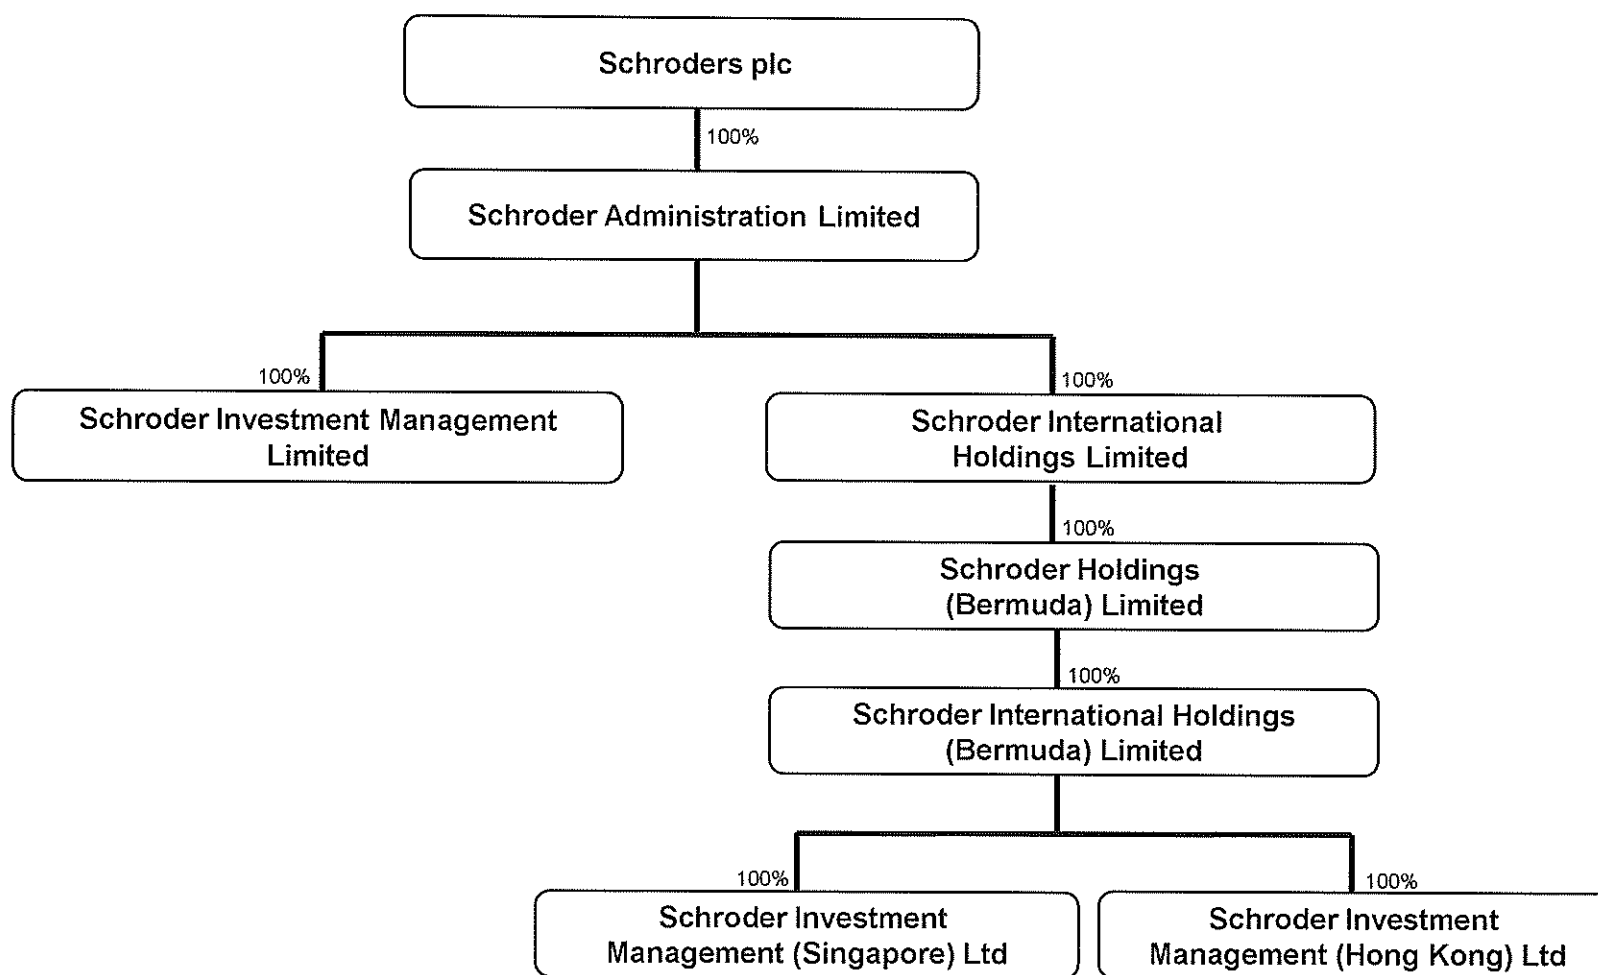 Schroders plc
100%
Schroder Administration Limited
100%
100%
Schroder Investment Management
Limited
Schroder International
Holdings Limited
100%
Schroder Holdings
(Bermuda) Limited
100%
Schroder International Holdings
(Bermuda) Limited
100%
100%
Schroder Investment
Management (Singapore) Ltd
Schroder Investment
Management (Hong Kong) Ltd